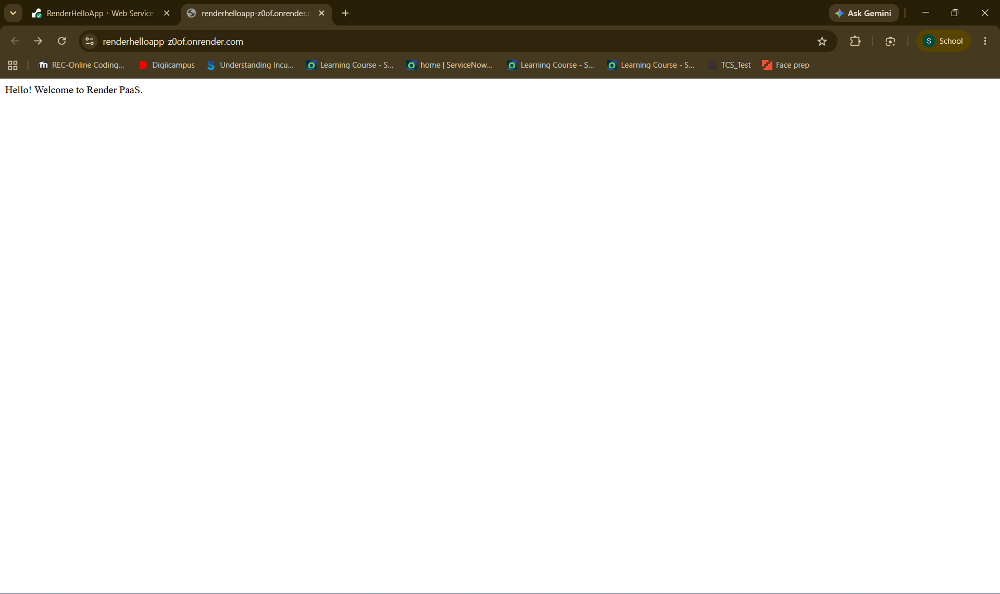 RenderHelloApp · Web Service
renderhelloapp-z0of.onrender.c
Ask Gemini
renderhelloapp-z0of.onrender.com
S School
REC-Online Coding... Digiicampus Understanding Incu... Learning Course - S... home | ServiceNow... Learning Course - S... Learning Course - S... TCS_Test Face prep
Hello! Welcome to Render PaaS.